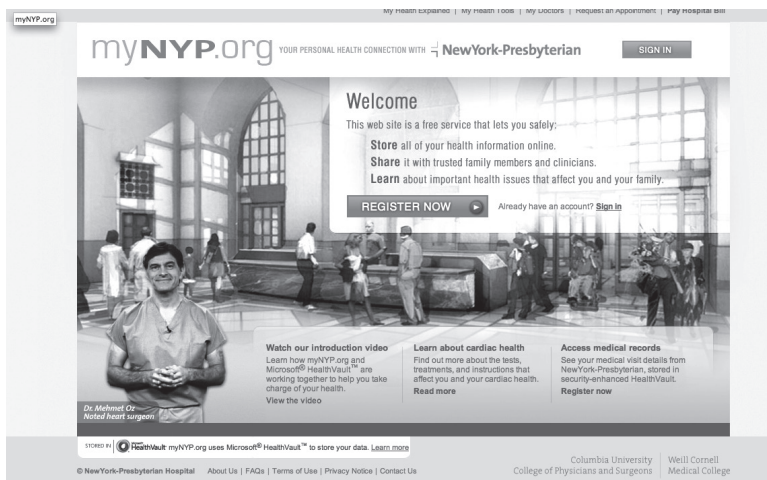 My Health Explained | My Health Tools | My Doctors | Request an Appointment | Pay Hospital Bill
myNYP.org
myNYP.org YOUR PERSONAL HEALTH CONNECTION WITH NewYork-Presbyterian
SIGN IN
Welcome
This web site is a free service that lets you safely:
Store all of your health information online.
Share it with trusted family members and clinicians.
Learn about important health issues that affect you and your family.
REGISTER NOW
Already have an account? Sign in
Watch our introduction video
Learn how myNYP.org and
Microsoft® HealthVault™ are
working together to help you take
charge of your health.
View the video
Learn about cardiac health
Find out more about the tests,
treatments, and instructions that
affect you and your cardiac health.
Read more
Access medical records
See your medical visit details from
NewYork-Presbyterian, stored in
security-enhanced HealthVault.
Register now
Dr. Mehmet Oz
Noted heart surgeon
STORED IN HealthVault myNYP.org uses Microsoft® HealthVault™ to store your data. Learn more
© NewYork-Presbyterian Hospital About Us | FAQs | Terms of Use | Privacy Notice | Contact Us
Columbia University
College of Physicians and Surgeons
Weill Cornell
Medical College